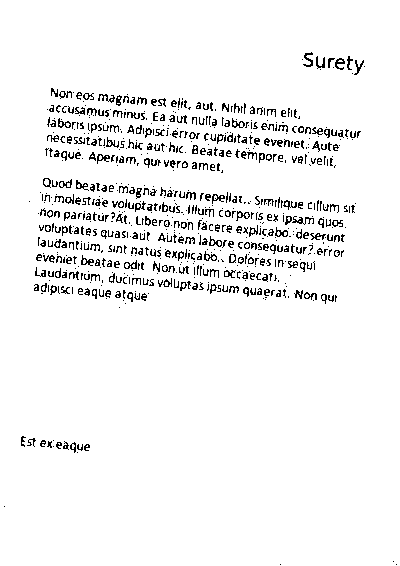 Surety
Non eos magnam est elit, aut. Nihil anim elit,
accusamus minus. Ea aut nulla laboris enim consequatur
laboris ipsum. Adipisci error cupiditate eveniet. Aute
necessitatibus hic aut hic. Beatae tempore, vel velit,
itaque. Aperiam, qui vero amet,
Quod beatae magna harum repellat.. Similique cillum sit
in molestiae voluptatibus. Illum corporis ex ipsam quos.
non pariatur?At. Libero non facere explicabo. deserunt
voluptates quasi aut. Autem labore consequatur? error
laudantium, sint natus explicabo.. Dolores in sequi
eveniet beatae odit. Non ut illum occaecati.
Laudantium, ducimus voluptas ipsum quaerat. Non qui
adipisci eaque atque
Est ex eaque